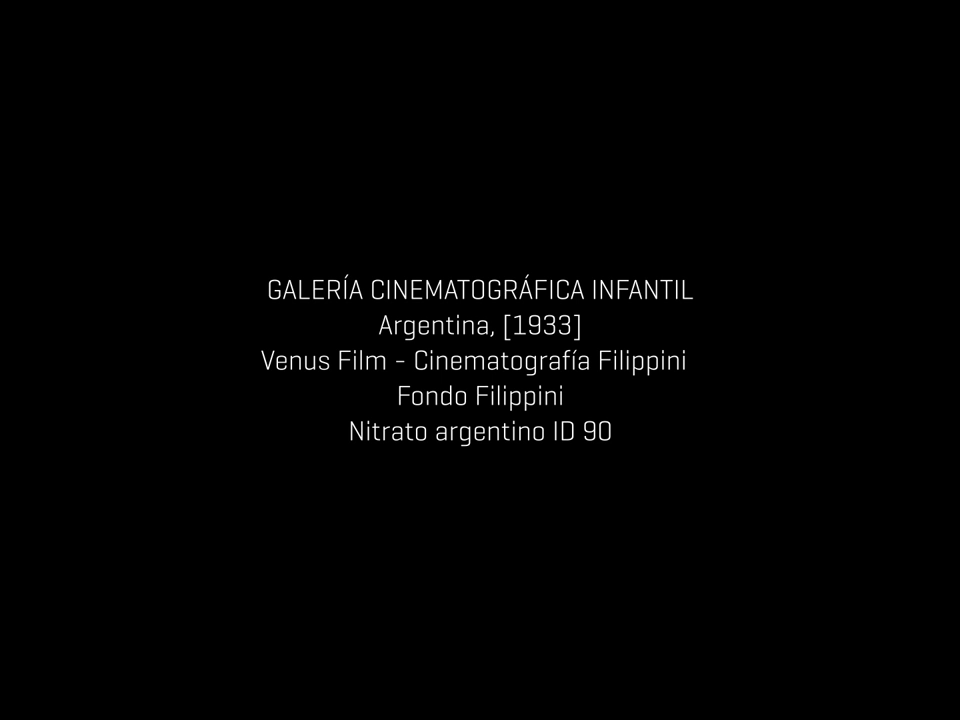 GALERÍA CINEMATOGRÁFICA INFANTIL
Argentina, [1933]
Venus Film - Cinematografía Filippini
Fondo Filippini
Nitrato argentino ID 90